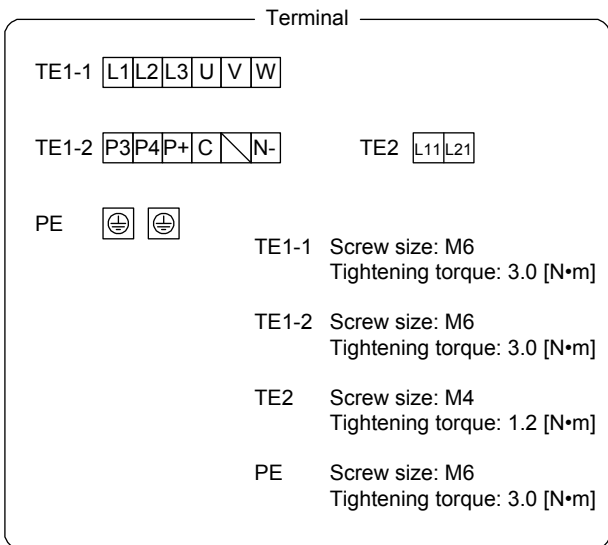 Terminal
TE1-1 L1 L2 L3 U V W
TE1-2 P3 P4 P+ C N- TE2 L11 L21
PE
TE1-1 Screw size: M6
Tightening torque: 3.0 [N•m]
TE1-2 Screw size: M6
Tightening torque: 3.0 [N•m]
TE2 Screw size: M4
Tightening torque: 1.2 [N•m]
PE Screw size: M6
Tightening torque: 3.0 [N•m]